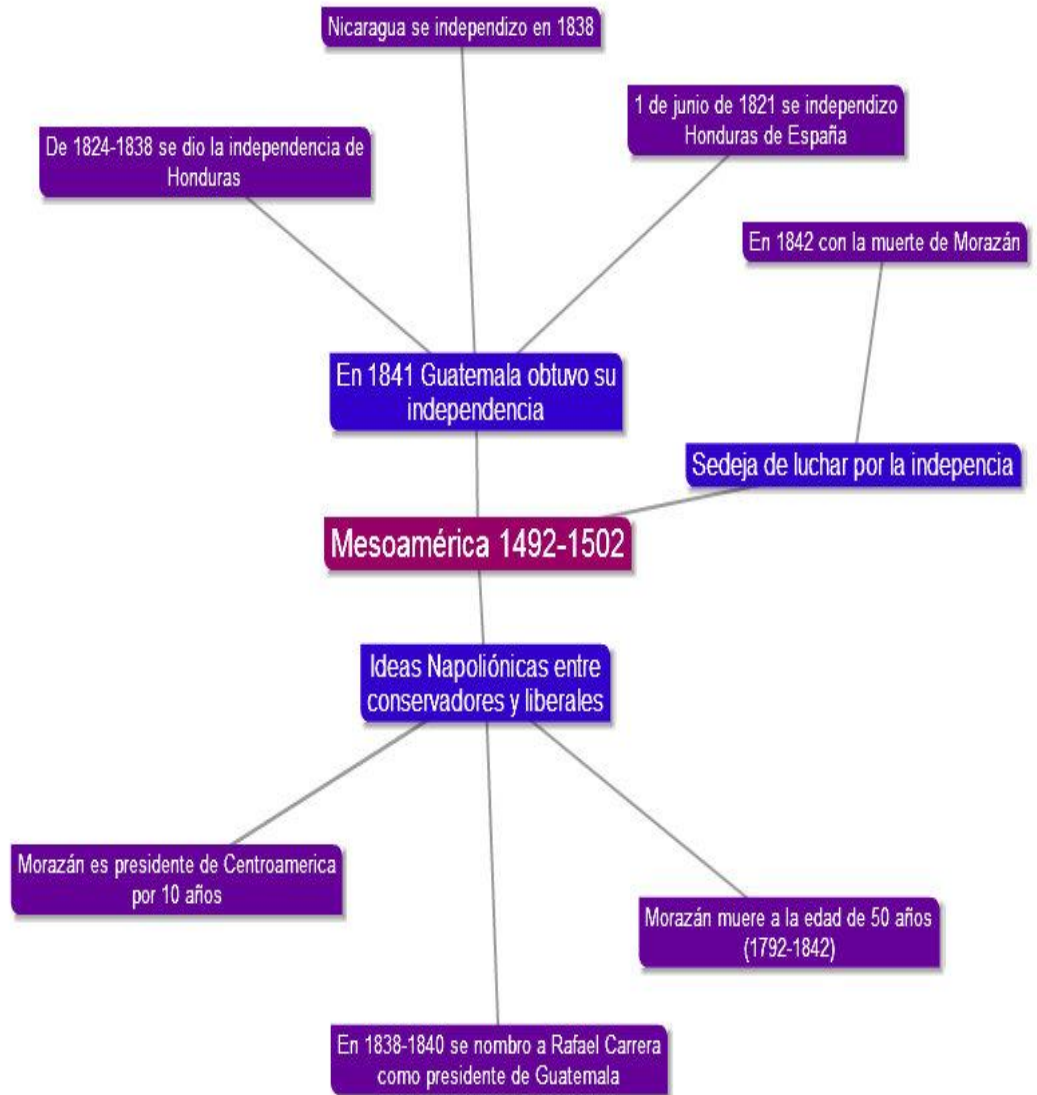 Nicaragua se independizo en 1838
1 de junio de 1821 se independizo
Honduras de España
De 1824-1838 se dio la independencia de
Honduras
En 1842 con la muerte de Morazán
En 1841 Guatemala obtuvo su
independencia
Sedeja de luchar por la indepencia
Mesoamérica 1492-1502
Ideas Napoliónicas entre
conservadores y liberales
Morazán es presidente de Centroamerica
por 10 años
Morazán muere a la edad de 50 años
(1792-1842)
En 1838-1840 se nombro a Rafael Carrera
como presidente de Guatemala